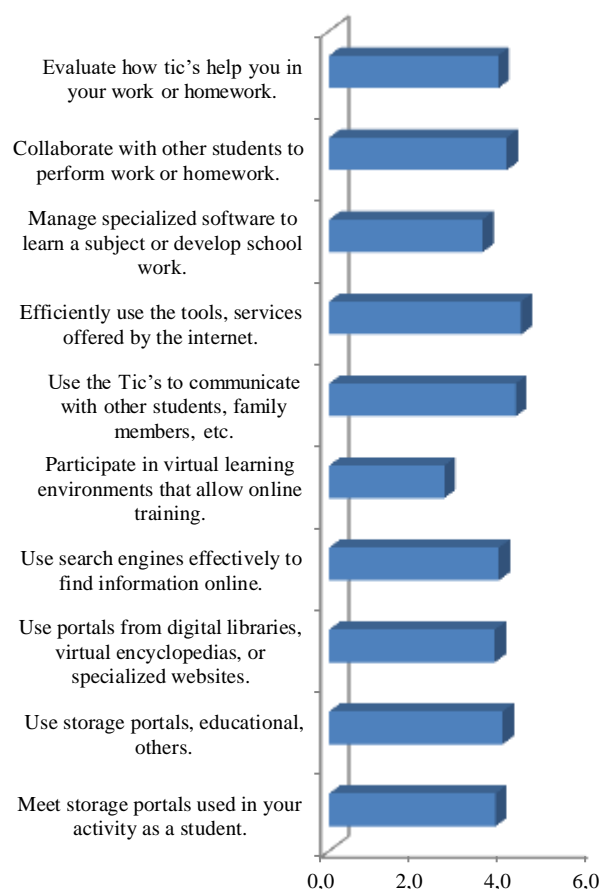 Evaluate how tic's help you in
your work or homework.
Collaborate with other students to
perform work or homework.
Manage specialized software to
learn a subject or develop school
work.
Efficiently use the tools, services
offered by the internet.
Use the Tic's to communicate
with other students, family
members, etc.
Participate in virtual learning
environments that allow online
training.
Use search engines effectively to
find information online.
Use portals from digital libraries,
virtual encyclopedias, or
specialized websites.
Use storage portals, educational,
others.
Meet storage portals used in your
activity as a student.
0.0 2.0 4.0 6.0